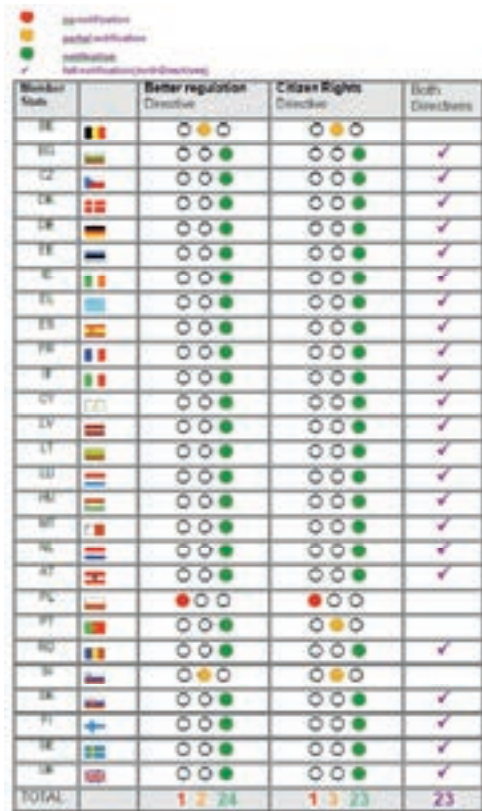 no notification
partial notification
notification
full notification (both Directives)
Member State Better regulation Directive Citizen Rights Directive Both Directives
BE
BG ✓
CZ ✓
DK ✓
DE ✓
EE ✓
IE ✓
EL ✓
ES ✓
FR ✓
IT ✓
CY ✓
LV ✓
LT ✓
LU ✓
HU ✓
MT ✓
NL ✓
AT ✓
PL
PT
RO ✓
SI
SK ✓
FI ✓
SE ✓
UK ✓
TOTAL 1 2 24 1 3 23 23